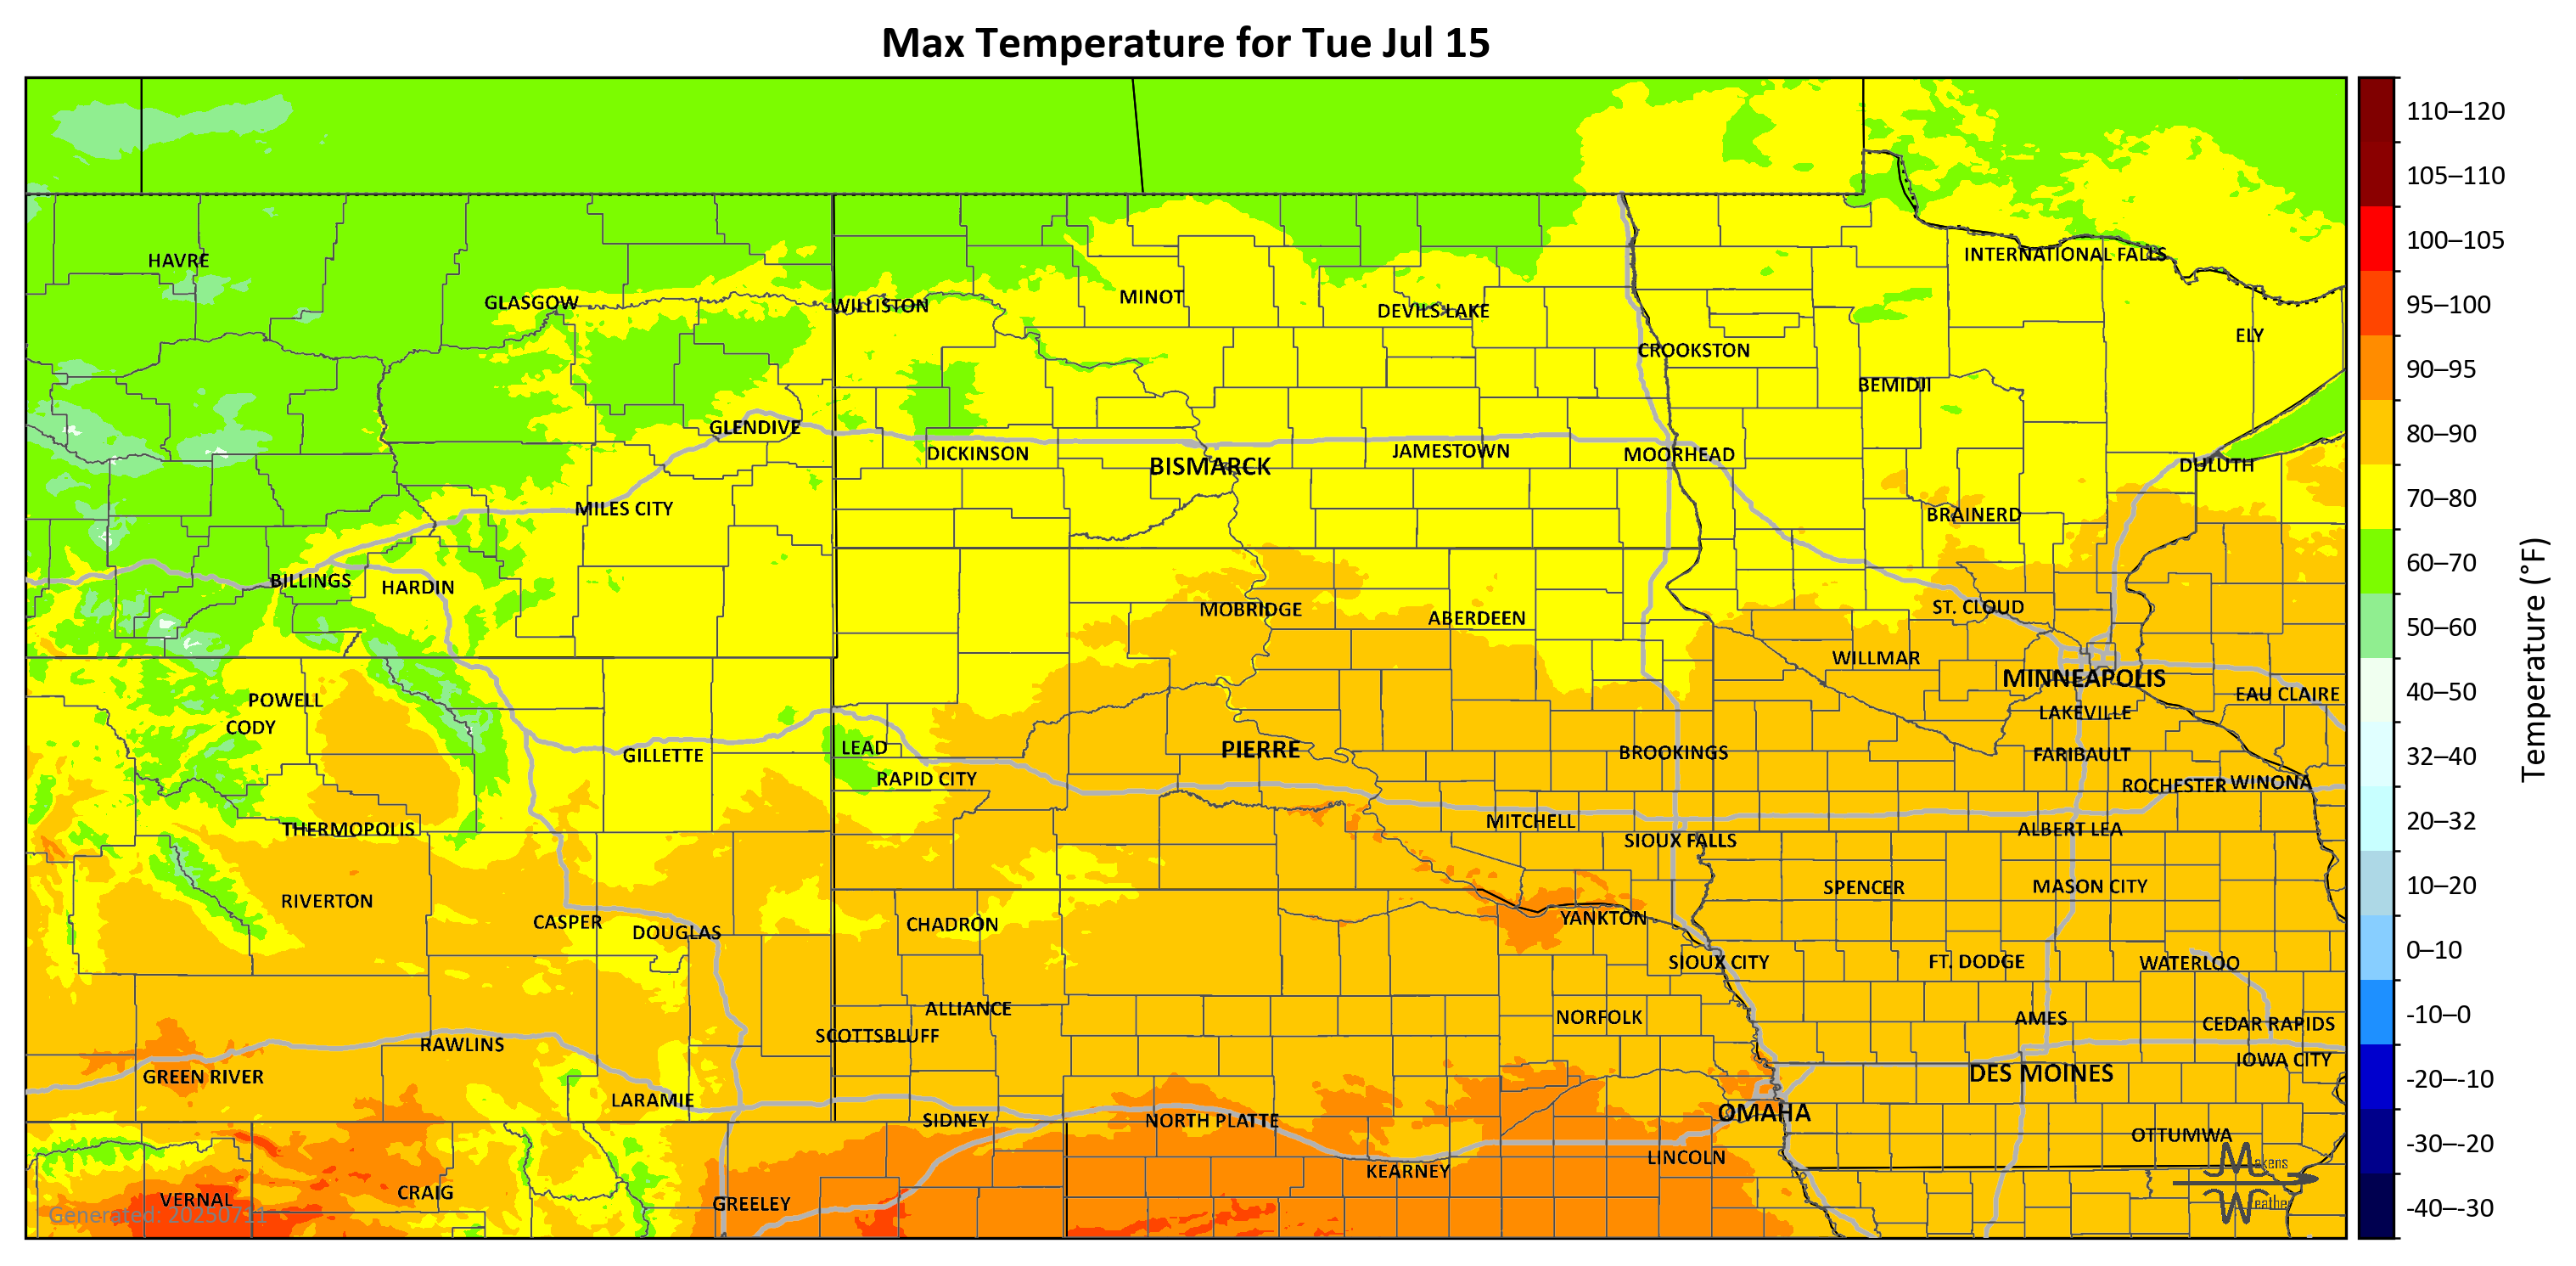 Max Temperature for Tue Jul 15
HAVRE
GLASGOW
WILLISTON
MINOT
DEVILS LAKE
INTERNATIONAL FALLS
ELY
CROOKSTON
BEMIDJI
GLENDIVE
DICKINSON
BISMARCK
JAMESTOWN
MOORHEAD
DULUTH
MILES CITY
BRAINERD
BILLINGS
HARDIN
MOBRIDGE
ABERDEEN
ST. CLOUD
WILLMAR
MINNEAPOLIS
EAU CLAIRE
POWELL
CODY
LAKEVILLE
GILLETTE
LEAD
RAPID CITY
PIERRE
BROOKINGS
FARIBAULT
ROCHESTER
WINONA
THERMOPOLIS
MITCHELL
SIOUX FALLS
ALBERT LEA
RIVERTON
SPENCER
MASON CITY
CASPER
DOUGLAS
CHADRON
YANKTON
SIOUX CITY
FT. DODGE
WATERLOO
ALLIANCE
NORFOLK
AMES
CEDAR RAPIDS
SCOTTSBLUFF
RAWLINS
IOWA CITY
GREEN RIVER
DES MOINES
LARAMIE
SIDNEY
NORTH PLATTE
OMAHA
OTTUMWA
LINCOLN
KEARNEY
VERNAL
CRAIG
GREELEY
Generated: 20250711
Makens
Weather
110–120
105–110
100–105
95–100
90–95
80–90
70–80
60–70
50–60
40–50
32–40
20–32
10–20
0–10
-10–0
-20–-10
-30–-20
-40–-30
Temperature (°F)